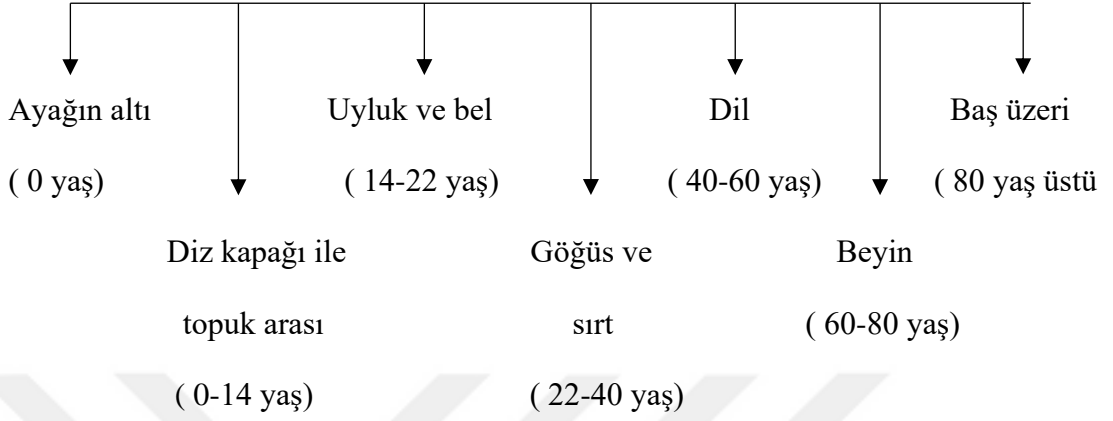 Ayağın altı
( 0 yaş)
Diz kapağı ile
topuk arası
( 0-14 yaş)
Uyluk ve bel
( 14-22 yaş)
Göğüs ve
sırt
( 22-40 yaş)
Dil
( 40-60 yaş)
Beyin
( 60-80 yaş)
Baş üzeri
( 80 yaş üstü